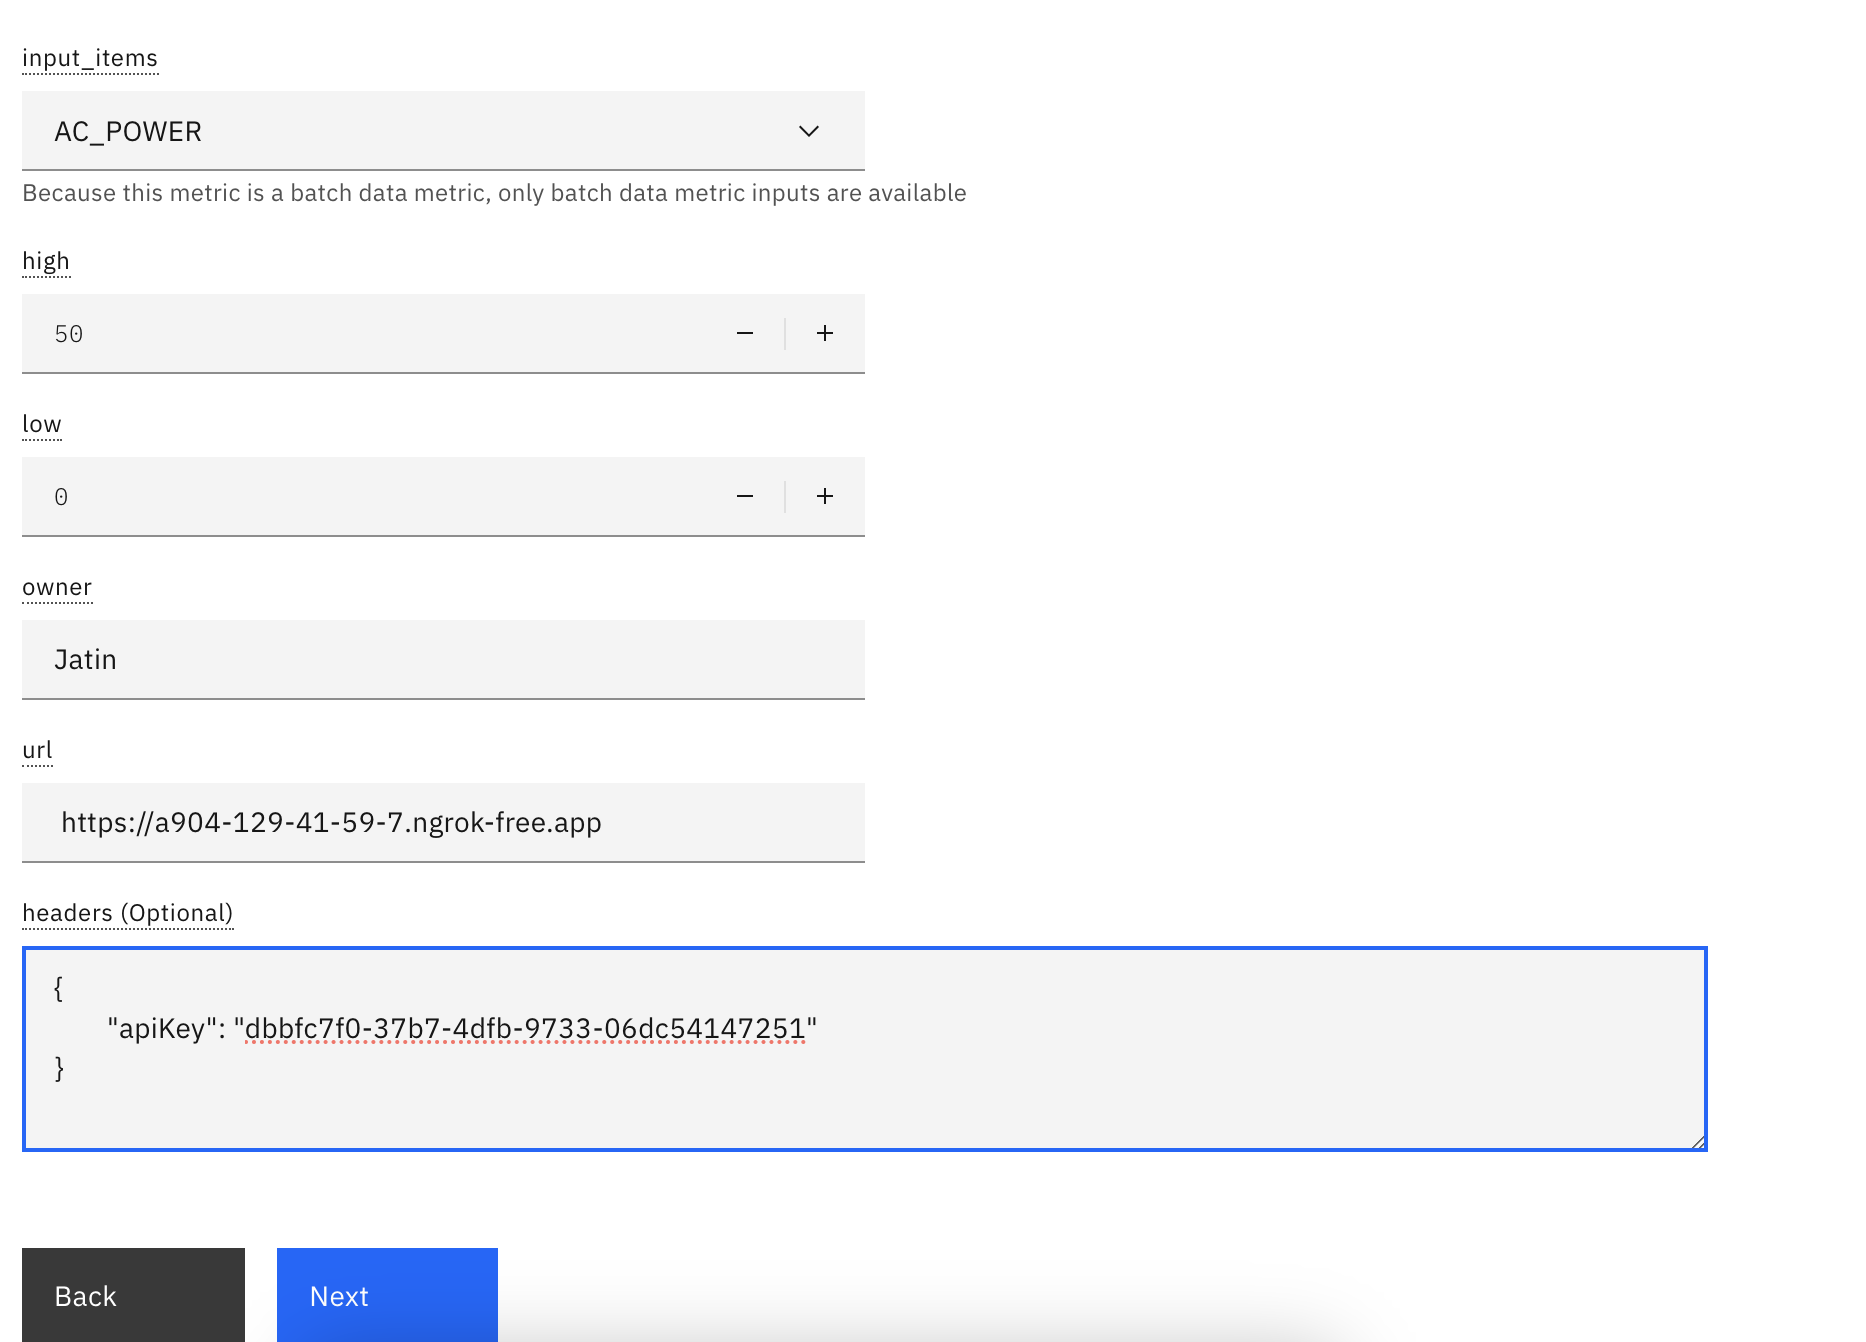 input_items
AC_POWER
Because this metric is a batch data metric, only batch data metric inputs are available
high
50
low
0
owner
Jatin
url
https://a904-129-41-59-7.ngrok-free.app
headers (Optional)
{
"apiKey": "dbbfc7f0-37b7-4dfb-9733-06dc54147251"
}
Back
Next